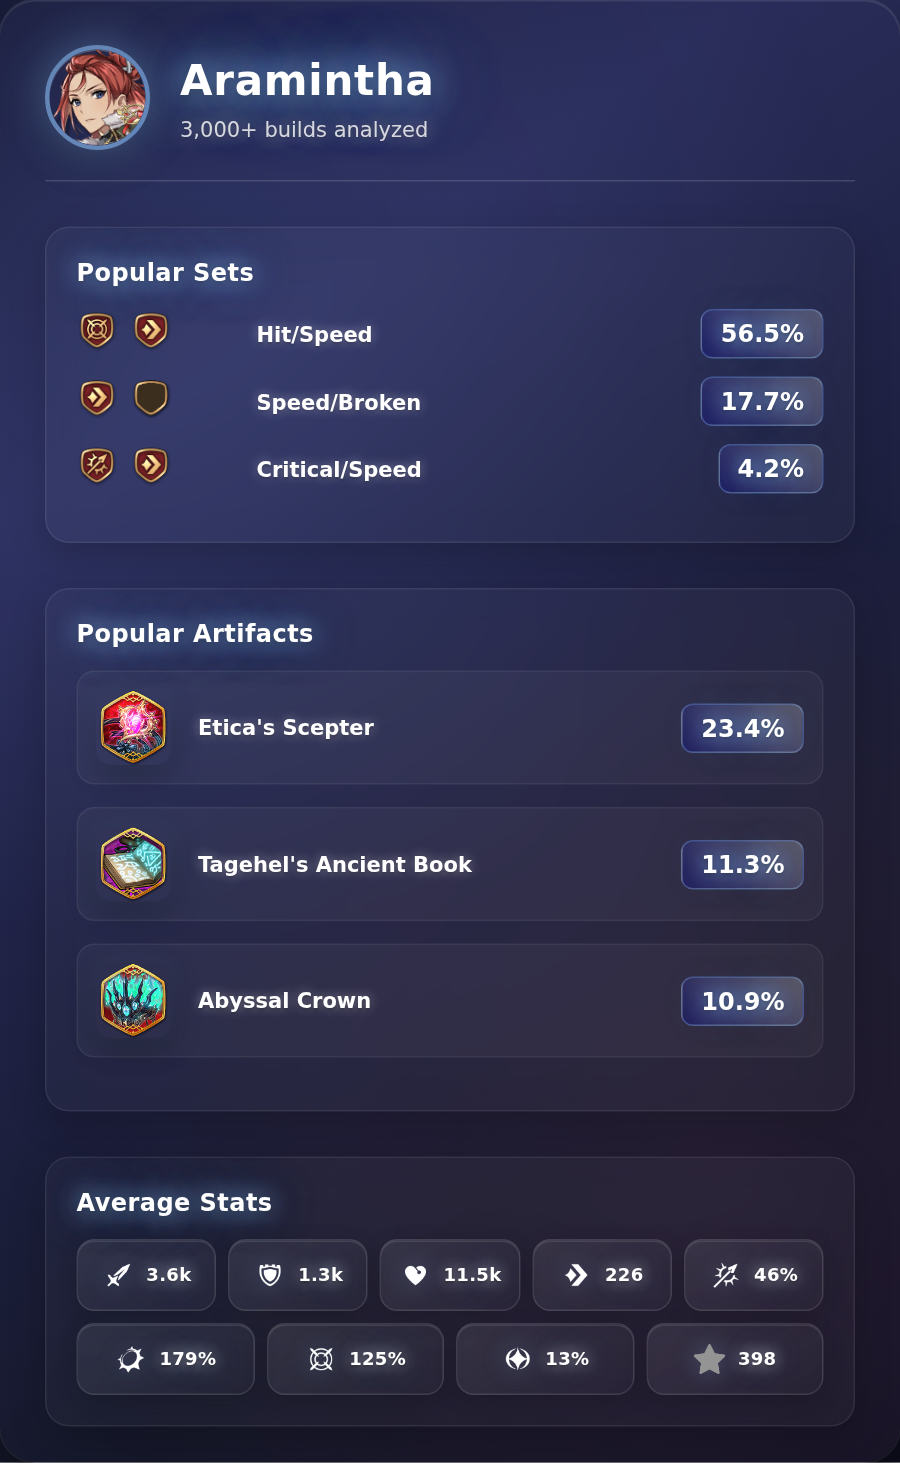 Aramintha
3,000+ builds analyzed
Popular Sets
Hit/Speed
56.5%
Speed/Broken
17.7%
Critical/Speed
4.2%
Popular Artifacts
Etica's Scepter
23.4%
Tagehel's Ancient Book
11.3%
Abyssal Crown
10.9%
Average Stats
3.6k
1.3k
11.5k
226
46%
179%
125%
13%
398